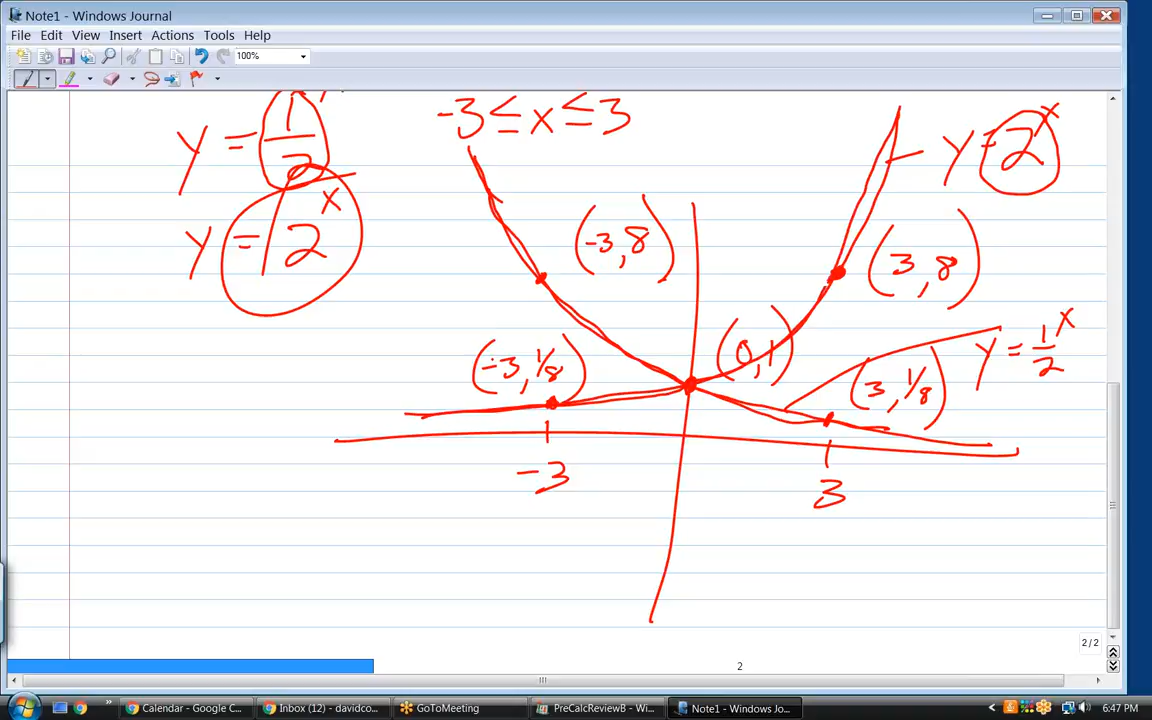 Note1 - Windows Journal
File Edit View Insert Actions Tools Help
100%
-3 ≤ x ≤ 3
y = 1/2 x
y = 2^x
y = 2^x
(-3, 8)
(3, 8)
(0, 1)
y = 1/2^x
(-3, 1/8)
(3, 1/8)
-3
3
2 / 2
2
Calendar - Google C...
Inbox (12) - davidco...
GoToMeeting
PreCalcReviewB - Wi...
Note1 - Windows Jo...
6:47 PM